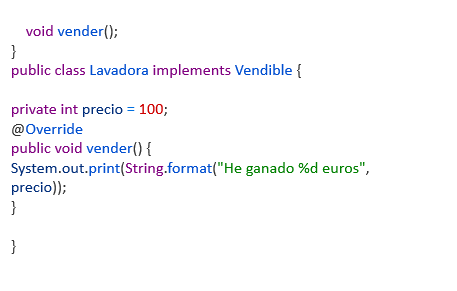 void vender();
}
public class Lavadora implements Vendible {
private int precio = 100;
@Override
public void vender() {
System.out.print(String.format("He ganado %d euros",
precio));
}
}